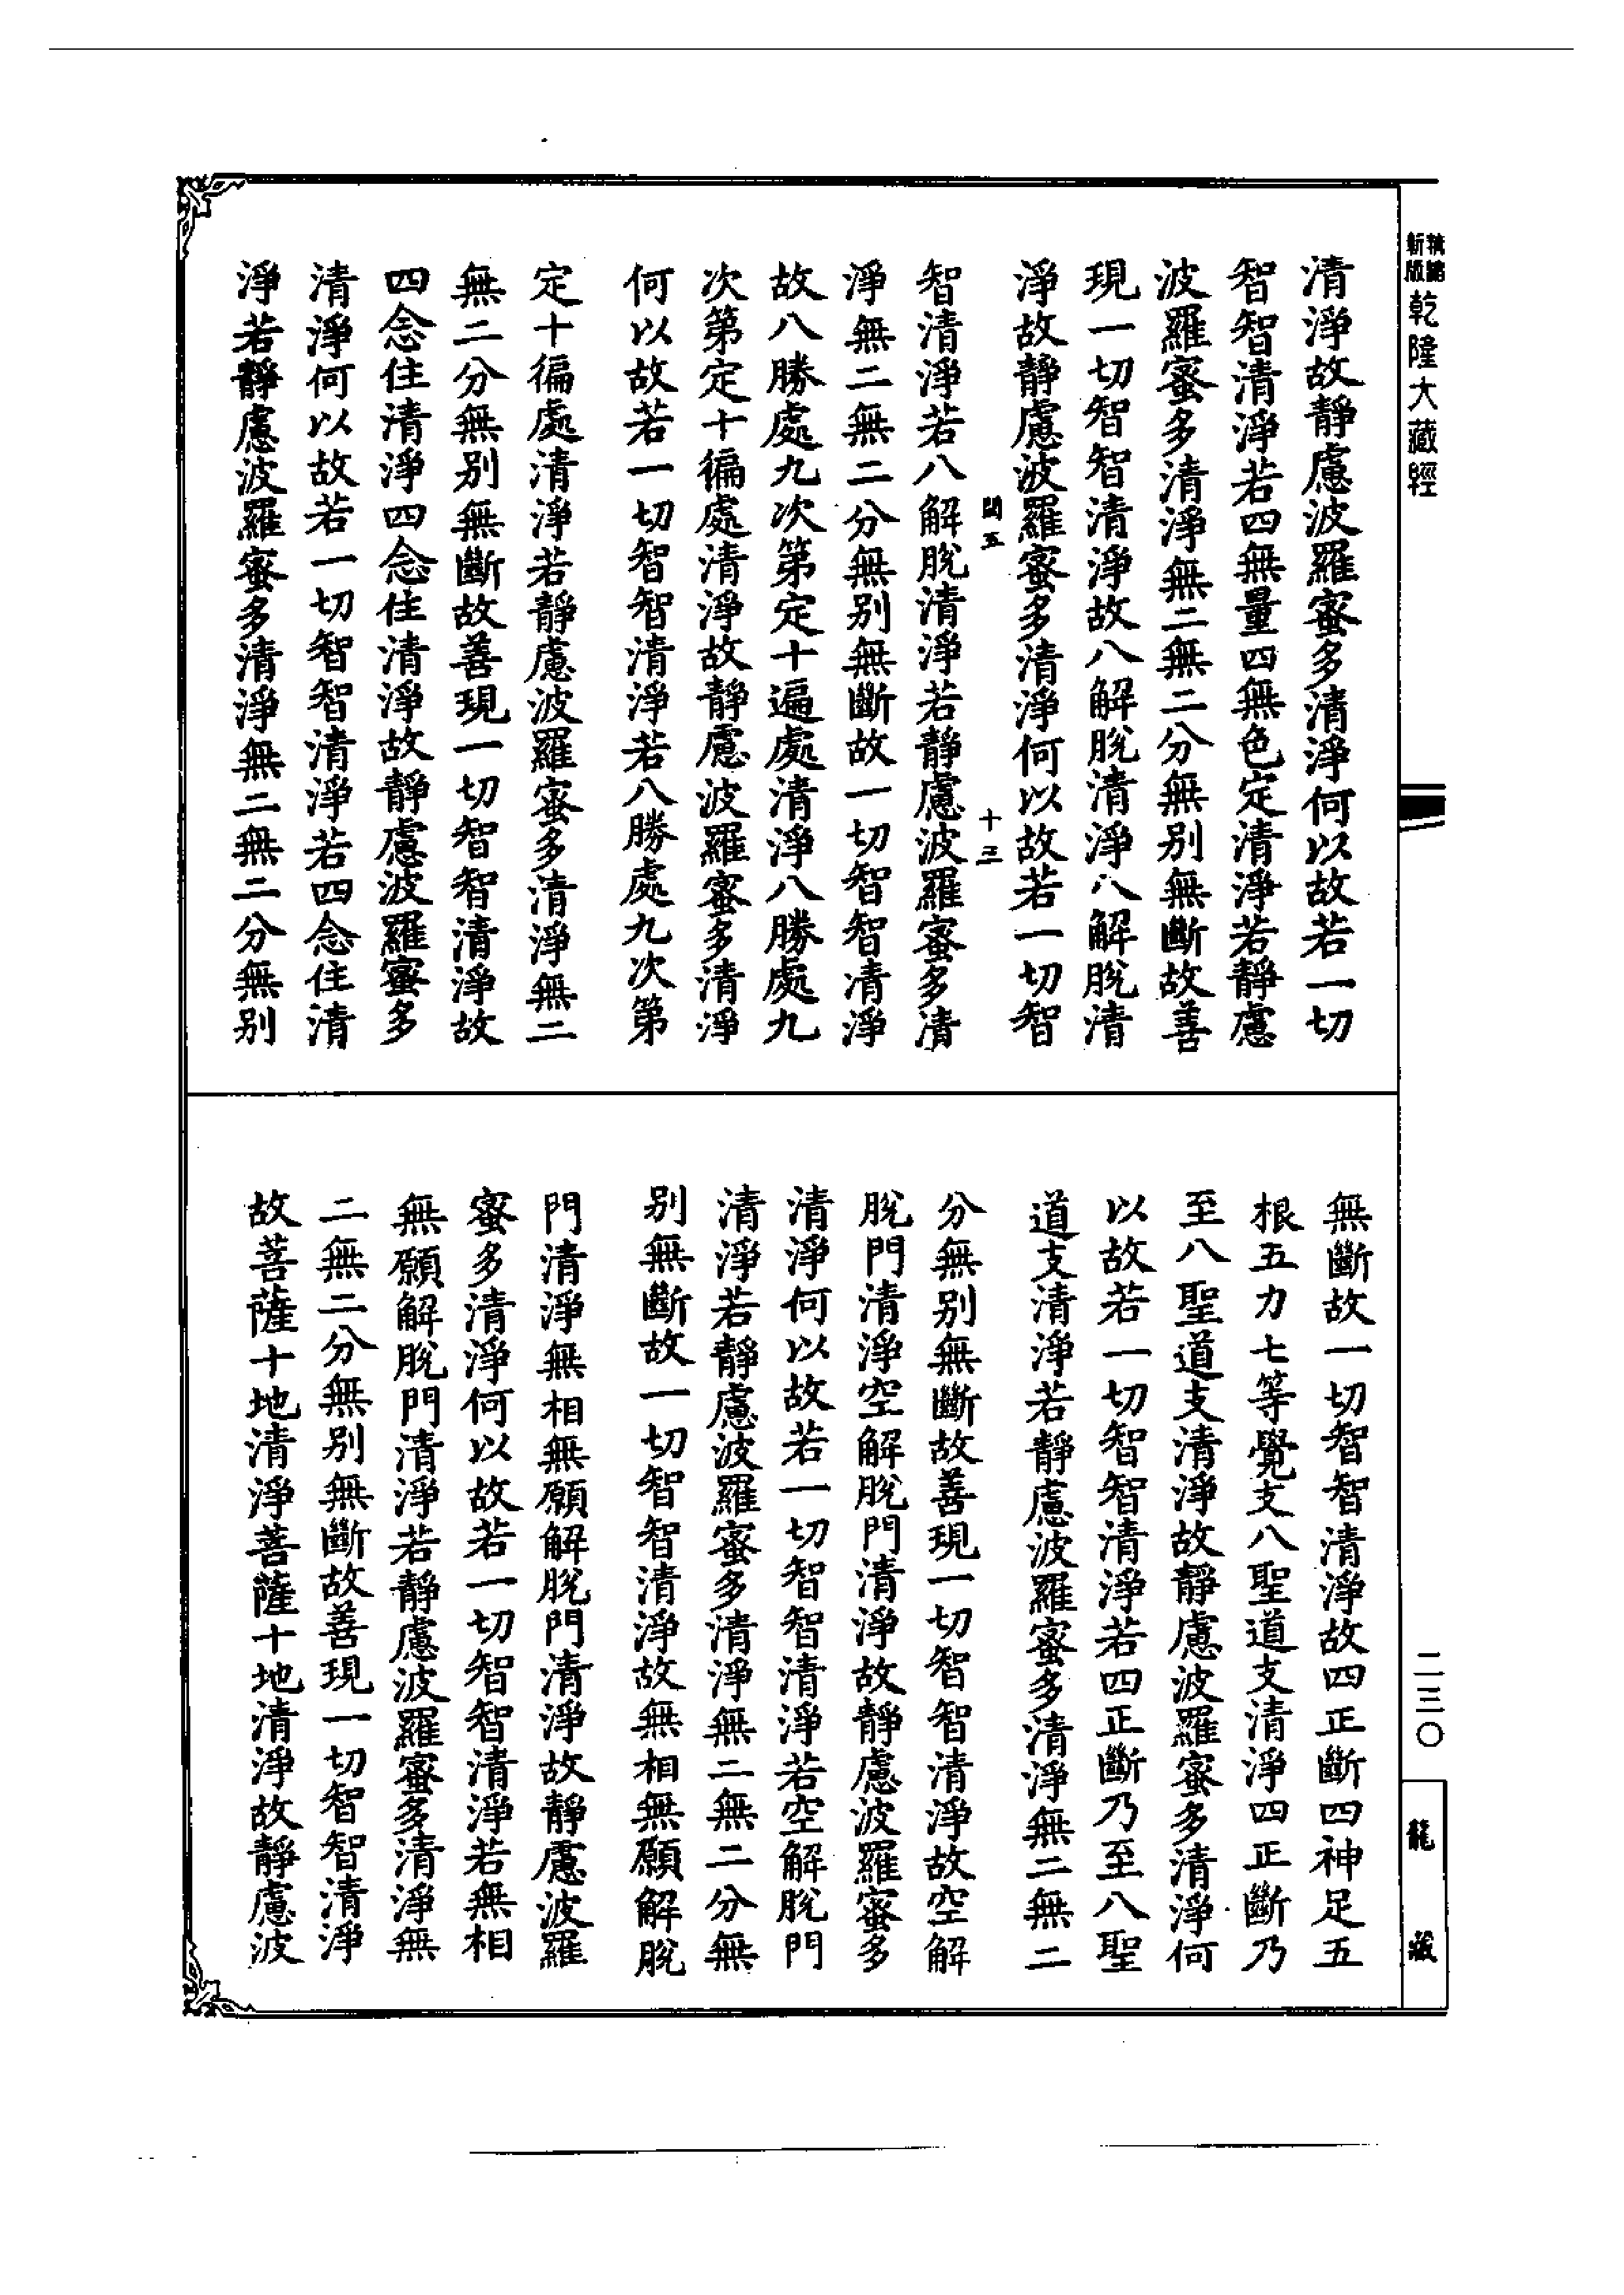 新版精縮乾隆大藏經
清淨故靜慮波羅蜜多清淨何以故若一切
智智清淨若四無量四無色定清淨若靜慮
波羅蜜多清淨無二無二分無別無斷故善
現一切智智清淨故八解脫清淨八解脫清
淨故靜慮波羅蜜多清淨何以故若一切智
十三
智清淨若八解脫清淨若靜慮波羅蜜多清
淨無二無二分無別無斷故一切智智清淨
故八勝處九次第定十遍處清淨八勝處九
次第定十徧處清淨故靜慮波羅蜜多清淨
何以故若一切智智清淨若八勝處九次第
定十徧處清淨若靜慮波羅蜜多清淨無二
無二分無別無斷故善現一切智智清淨故
四念住清淨四念住清淨故靜慮波羅蜜多
清淨何以故若一切智智清淨若四念住清
淨若靜慮波羅蜜多清淨無二無二分無別
無斷故一切智智清淨故四正斷四神足五
根五力七等覺支八聖道支清淨四正斷乃
至八聖道支清淨故靜慮波羅蜜多清淨何
以故若一切智智清淨若四正斷乃至八聖
道支清淨若靜慮波羅蜜多清淨無二無二
分無別無斷故善現一切智智清淨故空解
脫門清淨空解脫門清淨故靜慮波羅蜜多
清淨何以故若一切智智清淨若空解脫門
清淨若靜慮波羅蜜多清淨無二無二分無
別無斷故一切智智清淨故無相無願解脫
門清淨無相無願解脫門清淨故靜慮波羅
蜜多清淨何以故若一切智智清淨若無相
無願解脫門清淨若靜慮波羅蜜多清淨無
二無二分無別無斷故善現一切智智清淨
故菩薩十地清淨菩薩十地清淨故靜慮波
二三〇
龍藏